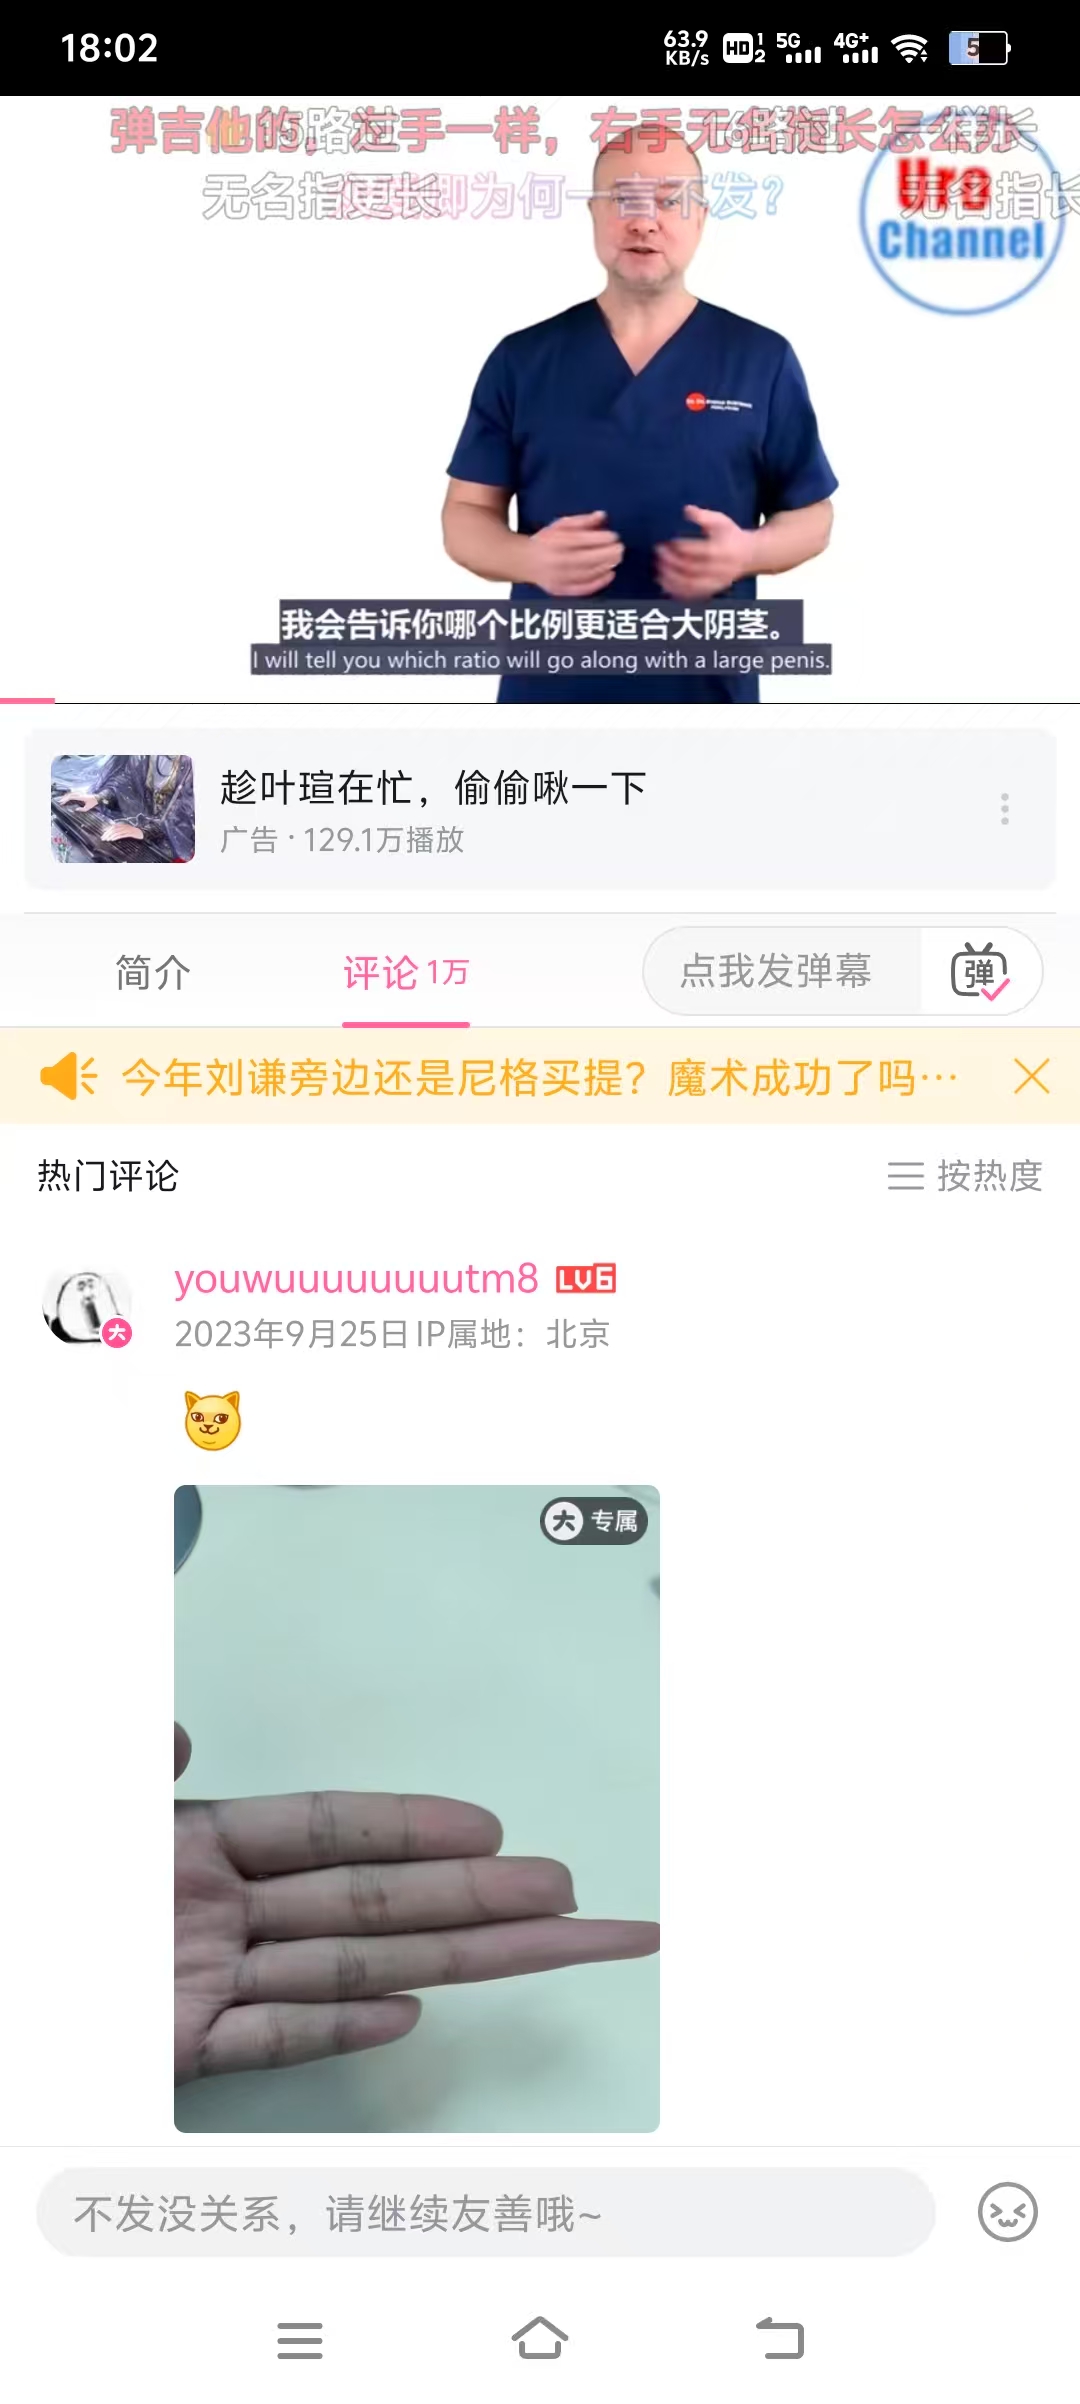 18:02
63.9 KB/s HD 1 2 5G 4G+ 5
弹吉他的，过手一样，右手无名指
无名指更长
为何一言不发？
无名指长
Uro
Channel
我会告诉你哪个比例更适合大阴茎。
I will tell you which ratio will go along with a large penis.
趁叶瑄在忙，偷偷啾一下
广告 · 129.1万播放
简介 评论 1万 点我发弹幕 弹
今年刘谦旁边还是尼格买提？魔术成功了吗…
热门评论 按热度
youwuuuuuuuutm8 LV6
大
2023年9月25日 IP属地：北京
大 专属
不发没关系，请继续友善哦~